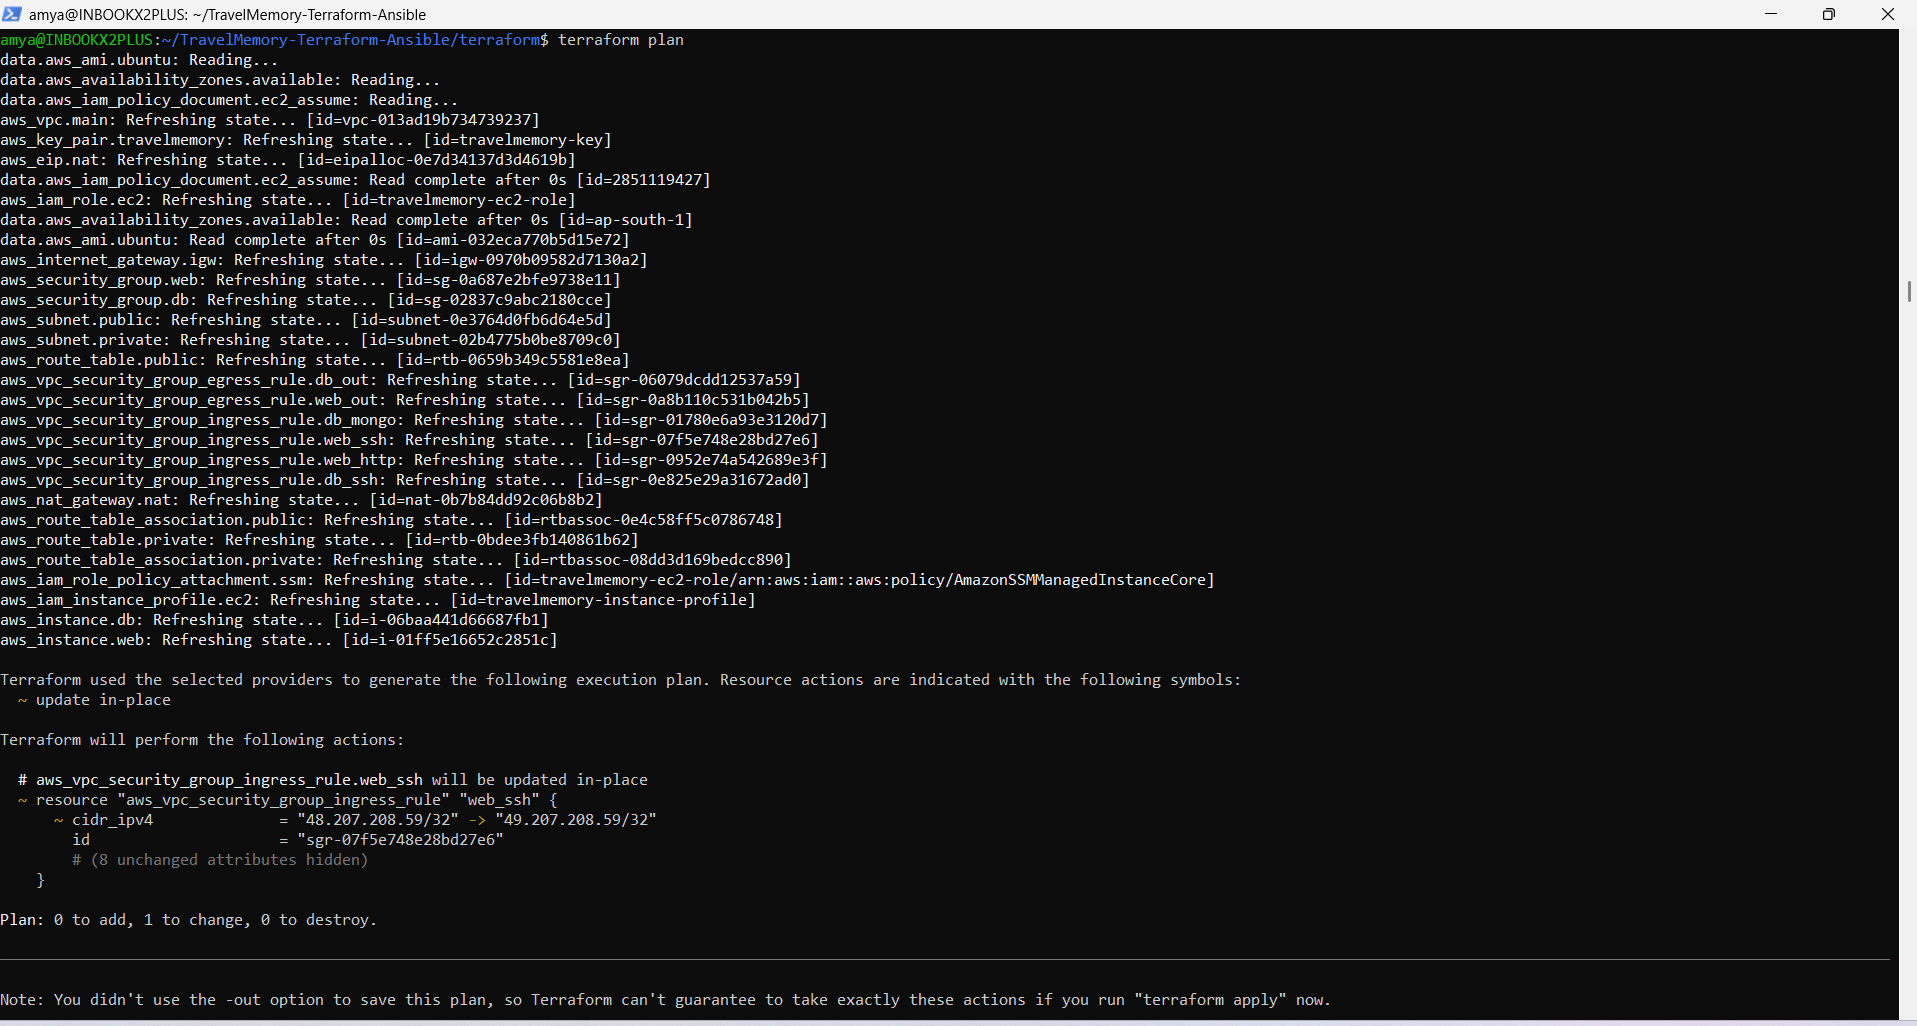 amya@INBOOKX2PLUS: ~/TravelMemory-Terraform-Ansible
amya@INBOOKX2PLUS:~/TravelMemory-Terraform-Ansible/terraform$ terraform plan
data.aws_ami.ubuntu: Reading...
data.aws_availability_zones.available: Reading...
data.aws_iam_policy_document.ec2_assume: Reading...
aws_vpc.main: Refreshing state... [id=vpc-013ad19b734739237]
aws_key_pair.travelmemory: Refreshing state... [id=travelmemory-key]
aws_eip.nat: Refreshing state... [id=eipalloc-0e7d34137d3d4619b]
data.aws_iam_policy_document.ec2_assume: Read complete after 0s [id=2851119427]
aws_iam_role.ec2: Refreshing state... [id=travelmemory-ec2-role]
data.aws_availability_zones.available: Read complete after 0s [id=ap-south-1]
data.aws_ami.ubuntu: Read complete after 0s [id=ami-032eca770b5d15e72]
aws_internet_gateway.igw: Refreshing state... [id=igw-0970b09582d7130a2]
aws_security_group.web: Refreshing state... [id=sg-0a687e2bfe9738e11]
aws_security_group.db: Refreshing state... [id=sg-02837c9abc2180cce]
aws_subnet.public: Refreshing state... [id=subnet-0e3764d0fb6d64e5d]
aws_subnet.private: Refreshing state... [id=subnet-02b4775b0be8709c0]
aws_route_table.public: Refreshing state... [id=rtb-0659b349c5581e8ea]
aws_vpc_security_group_egress_rule.db_out: Refreshing state... [id=sgr-06079dcdd12537a59]
aws_vpc_security_group_egress_rule.web_out: Refreshing state... [id=sgr-0a8b110c531b042b5]
aws_vpc_security_group_ingress_rule.db_mongo: Refreshing state... [id=sgr-01780e6a93e3120d7]
aws_vpc_security_group_ingress_rule.web_ssh: Refreshing state... [id=sgr-07f5e748e28bd27e6]
aws_vpc_security_group_ingress_rule.web_http: Refreshing state... [id=sgr-0952e74a542689e3f]
aws_vpc_security_group_ingress_rule.db_ssh: Refreshing state... [id=sgr-0e825e29a31672ad0]
aws_nat_gateway.nat: Refreshing state... [id=nat-0b7b84dd92c06b8b2]
aws_route_table_association.public: Refreshing state... [id=rtbassoc-0e4c58ff5c0786748]
aws_route_table.private: Refreshing state... [id=rtb-0bdee3fb140861b62]
aws_route_table_association.private: Refreshing state... [id=rtbassoc-08dd3d169bedcc890]
aws_iam_role_policy_attachment.ssm: Refreshing state... [id=travelmemory-ec2-role/arn:aws:iam::aws:policy/AmazonSSMManagedInstanceCore]
aws_iam_instance_profile.ec2: Refreshing state... [id=travelmemory-instance-profile]
aws_instance.db: Refreshing state... [id=i-06baa441d66687fb1]
aws_instance.web: Refreshing state... [id=i-01ff5e16652c2851c]
Terraform used the selected providers to generate the following execution plan. Resource actions are indicated with the following symbols:
~ update in-place
Terraform will perform the following actions:
# aws_vpc_security_group_ingress_rule.web_ssh will be updated in-place
~ resource "aws_vpc_security_group_ingress_rule" "web_ssh" {
~ cidr_ipv4 = "48.207.208.59/32" -> "49.207.208.59/32"
id = "sgr-07f5e748e28bd27e6"
# (8 unchanged attributes hidden)
}
Plan: 0 to add, 1 to change, 0 to destroy.
Note: You didn't use the -out option to save this plan, so Terraform can't guarantee to take exactly these actions if you run "terraform apply" now.